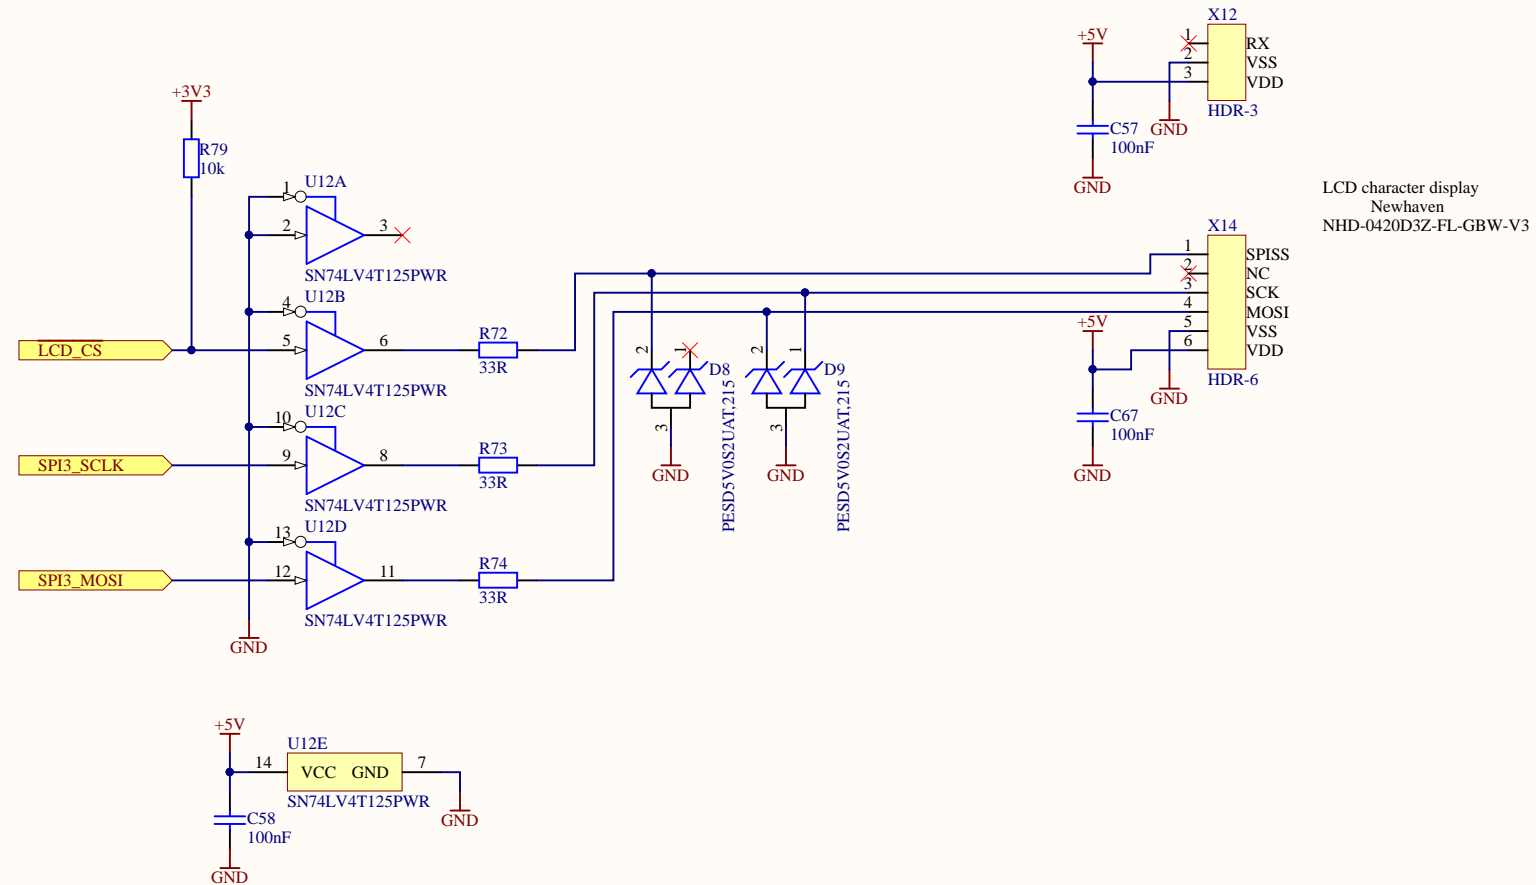 X12
+5V
1
RX
2
VSS
3
VDD
HDR-3
C57
100nF
GND
GND
+3V3
R79
10k
LCD character display
Newhaven
NHD-0420D3Z-FL-GBW-V3
U12A
1
2
3
SN74LV4T125PWR
X14
1
SPISS
2
NC
3
SCK
4
MOSI
5
VSS
6
VDD
HDR-6
+5V
C67
100nF
GND
GND
U12B
4
LCD_CS
5
6
R72
33R
SN74LV4T125PWR
2
1
D8
PESD5V0S2UAT,215
3
GND
2
1
D9
PESD5V0S2UAT,215
3
GND
U12C
10
SPI3_SCLK
9
8
R73
33R
SN74LV4T125PWR
U12D
13
SPI3_MOSI
12
11
R74
33R
SN74LV4T125PWR
GND
+5V
U12E
14
VCC GND
7
SN74LV4T125PWR
C58
100nF
GND
GND